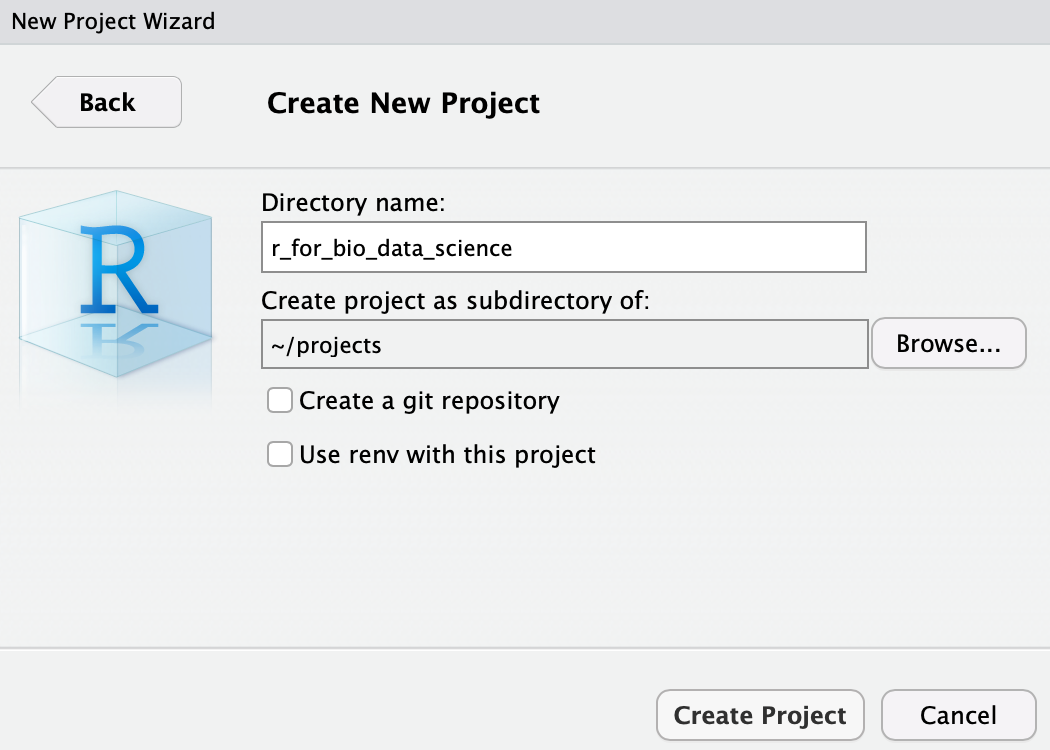 New Project Wizard
Back
Create New Project
R
Directory name:
r_for_bio_data_science
Create project as subdirectory of:
~/projects
Browse...
Create a git repository
Use renv with this project
Create Project
Cancel